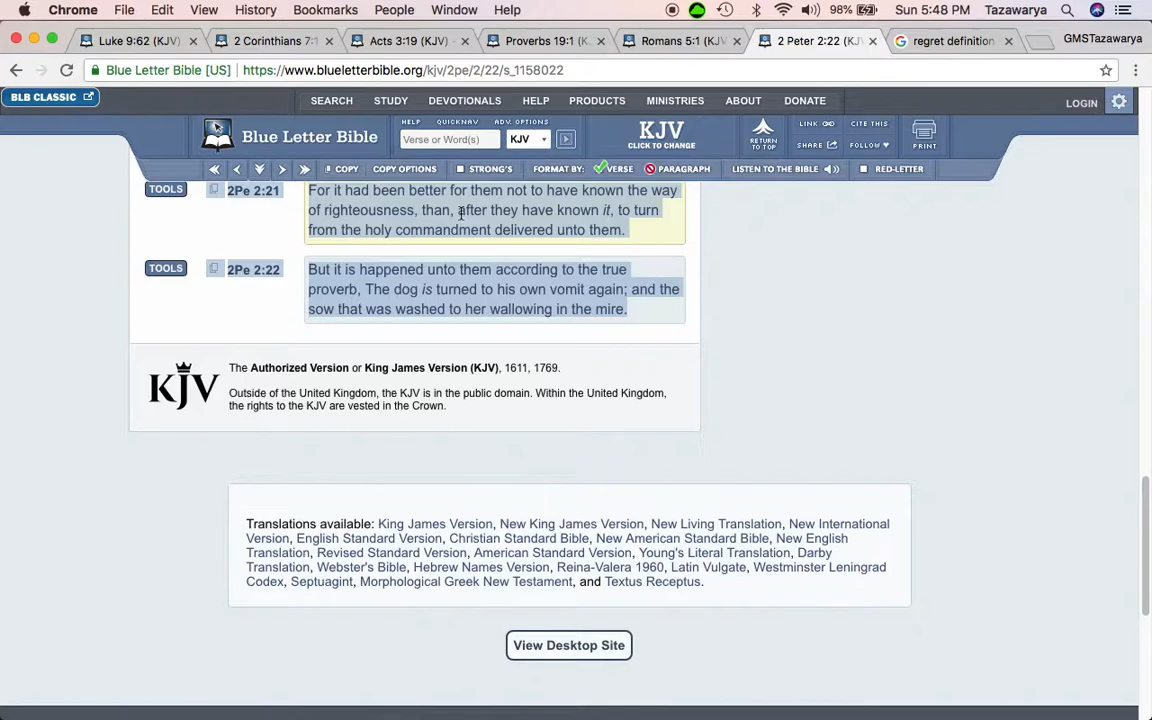 Chrome File Edit View History Bookmarks People Window Help 98% Sun 5:48 PM Tazawarya
Luke 9:62 (KJV) 2 Corinthians 7:1 Acts 3:19 (KJV) - Proverbs 19:1 (K Romans 5:1 (KJV 2 Peter 2:22 (KJ regret definition GMSTazawarya
Blue Letter Bible [US] https://www.blueletterbible.org/kjv/2pe/2/22/s_1158022
BLB CLASSIC SEARCH STUDY DEVOTIONALS HELP PRODUCTS MINISTRIES ABOUT DONATE LOGIN
HELP QUICKNAV ADV. OPTIONS
Blue Letter Bible Verse or Word(s) KJV KJV CLICK TO CHANGE RETURN TO TOP LINK CITE THIS SHARE FOLLOW PRINT
COPY COPY OPTIONS STRONG'S FORMAT BY: VERSE PARAGRAPH LISTEN TO THE BIBLE RED-LETTER
TOOLS 2Pe 2:21 For it had been better for them not to have known the way
of righteousness, than, after they have known it, to turn
from the holy commandment delivered unto them.
TOOLS 2Pe 2:22 But it is happened unto them according to the true
proverb, The dog is turned to his own vomit again; and the
sow that was washed to her wallowing in the mire.
KJV
The Authorized Version or King James Version (KJV), 1611, 1769.
Outside of the United Kingdom, the KJV is in the public domain. Within the United Kingdom,
the rights to the KJV are vested in the Crown.
Translations available: King James Version, New King James Version, New Living Translation, New International
Version, English Standard Version, Christian Standard Bible, New American Standard Bible, New English
Translation, Revised Standard Version, American Standard Version, Young's Literal Translation, Darby
Translation, Webster's Bible, Hebrew Names Version, Reina-Valera 1960, Latin Vulgate, Westminster Leningrad
Codex, Septuagint, Morphological Greek New Testament, and Textus Receptus.
View Desktop Site